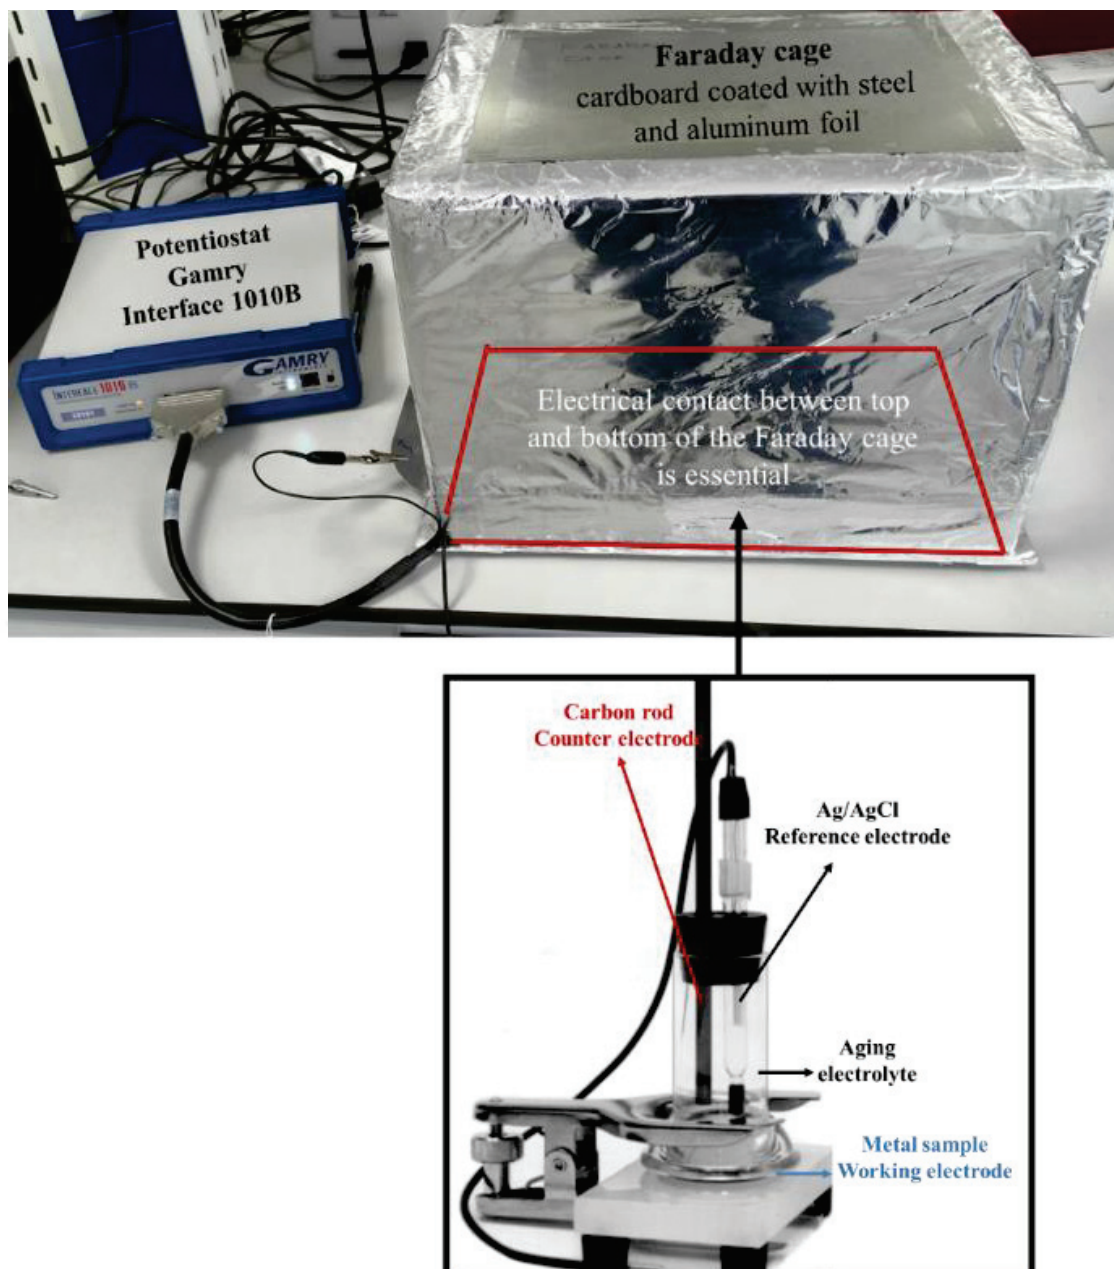 Faraday cage
cardboard coated with steel
and aluminum foil
Potentiostat
Gamry
Interface 1010B
GAMRY
INTERFACE 1010
Electrical contact between top
and bottom of the Faraday cage
is essential
Carbon rod
Counter electrode
Ag/AgCl
Reference electrode
Aging
electrolyte
Metal sample
Working electrode